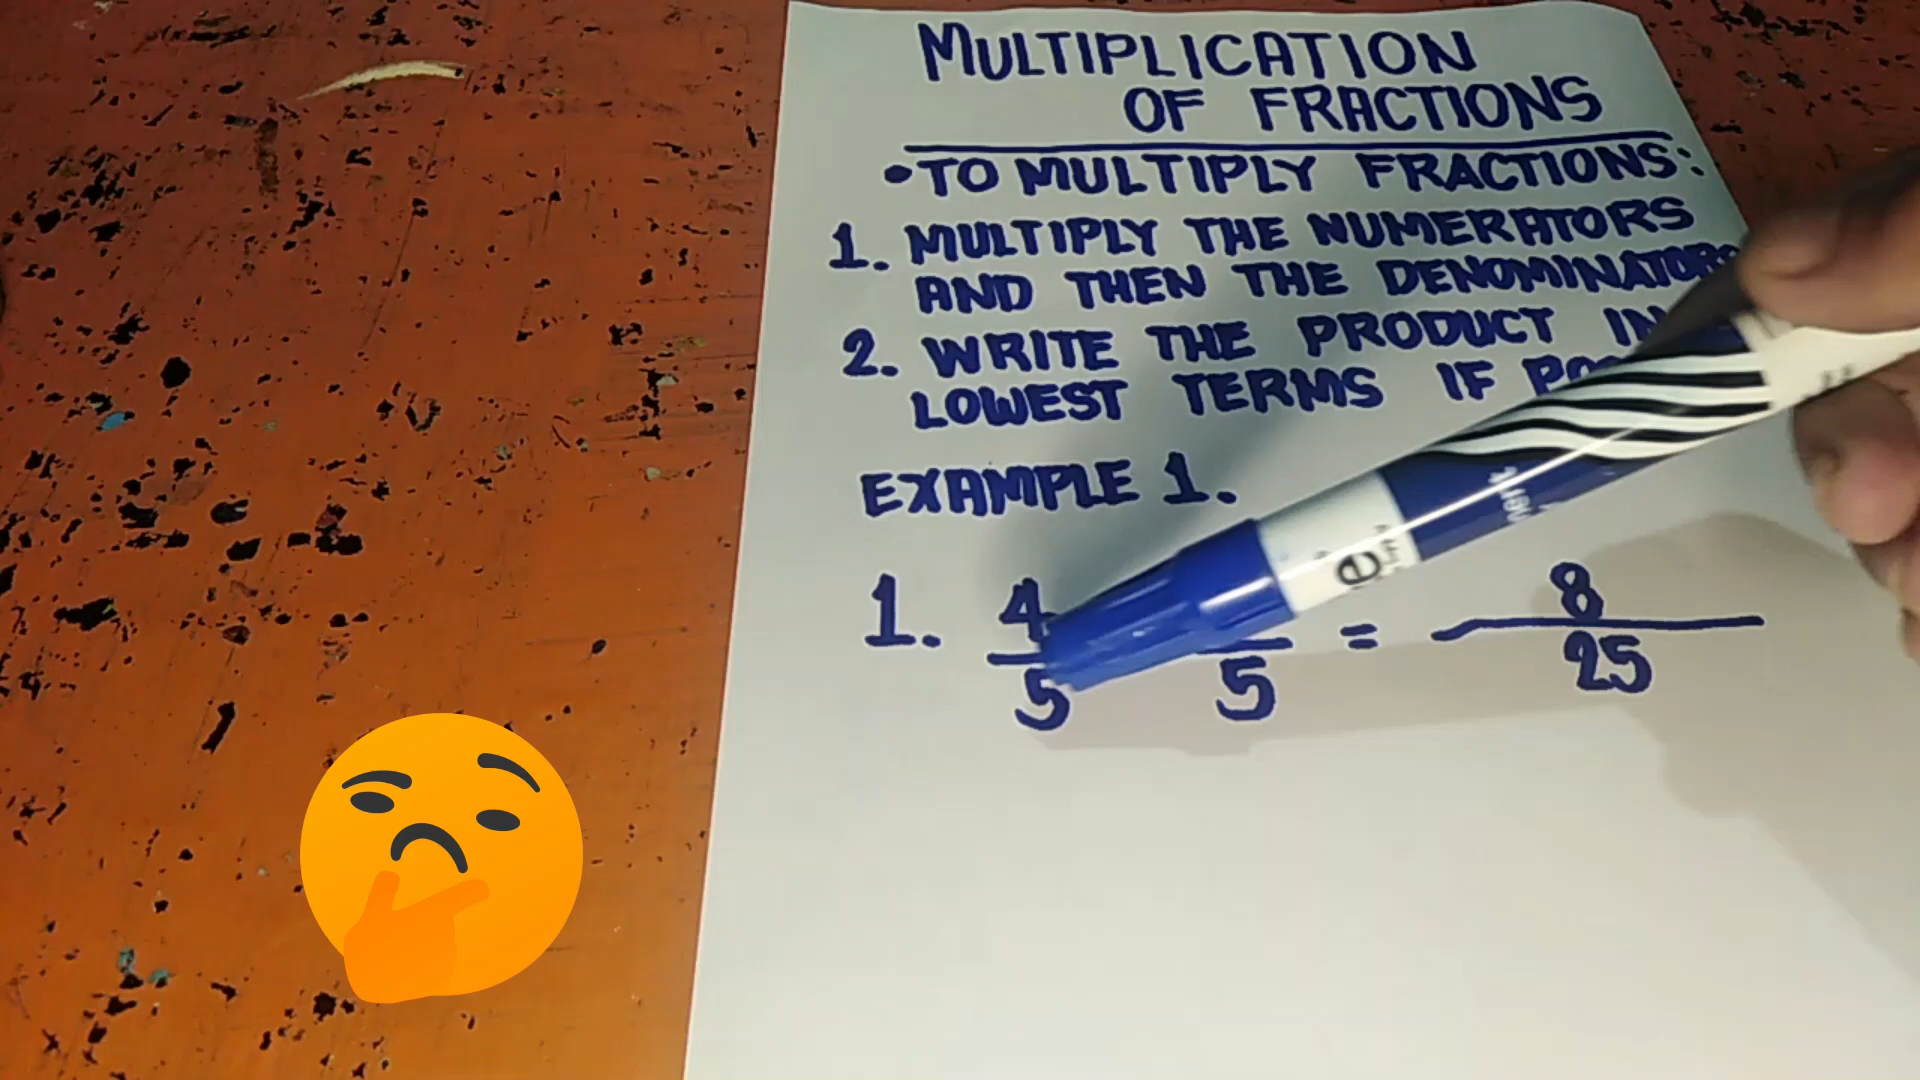 MULTIPLICATION
OF FRACTIONS
•TO MULTIPLY FRACTIONS:
1. MULTIPLY THE NUMERATORS
AND THEN THE DENOMINATORS
2. WRITE THE PRODUCT IN
LOWEST TERMS IF
EXAMPLE 1.
1. 4/5 /5 = 8/25